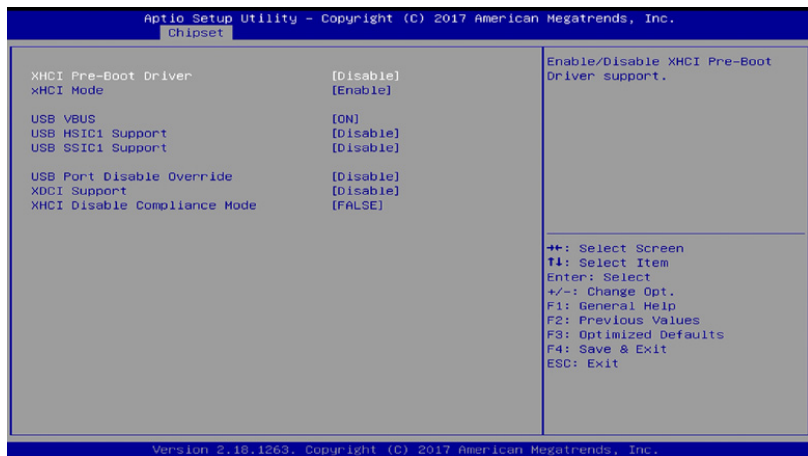 Aptio Setup Utility – Copyright (C) 2017 American Megatrends, Inc.
Chipset
XHCI Pre-Boot Driver [Disable]
xHCI Mode [Enable]
USB VBUS [ON]
USB HSIC1 Support [Disable]
USB SSIC1 Support [Disable]
USB Port Disable Override [Disable]
XDCI Support [Disable]
XHCI Disable Compliance Mode [FALSE]
Enable/Disable XHCI Pre-Boot
Driver support.
→←: Select Screen
↑↓: Select Item
Enter: Select
+/-: Change Opt.
F1: General Help
F2: Previous Values
F3: Optimized Defaults
F4: Save & Exit
ESC: Exit
Version 2.18.1263. Copyright (C) 2017 American Megatrends, Inc.